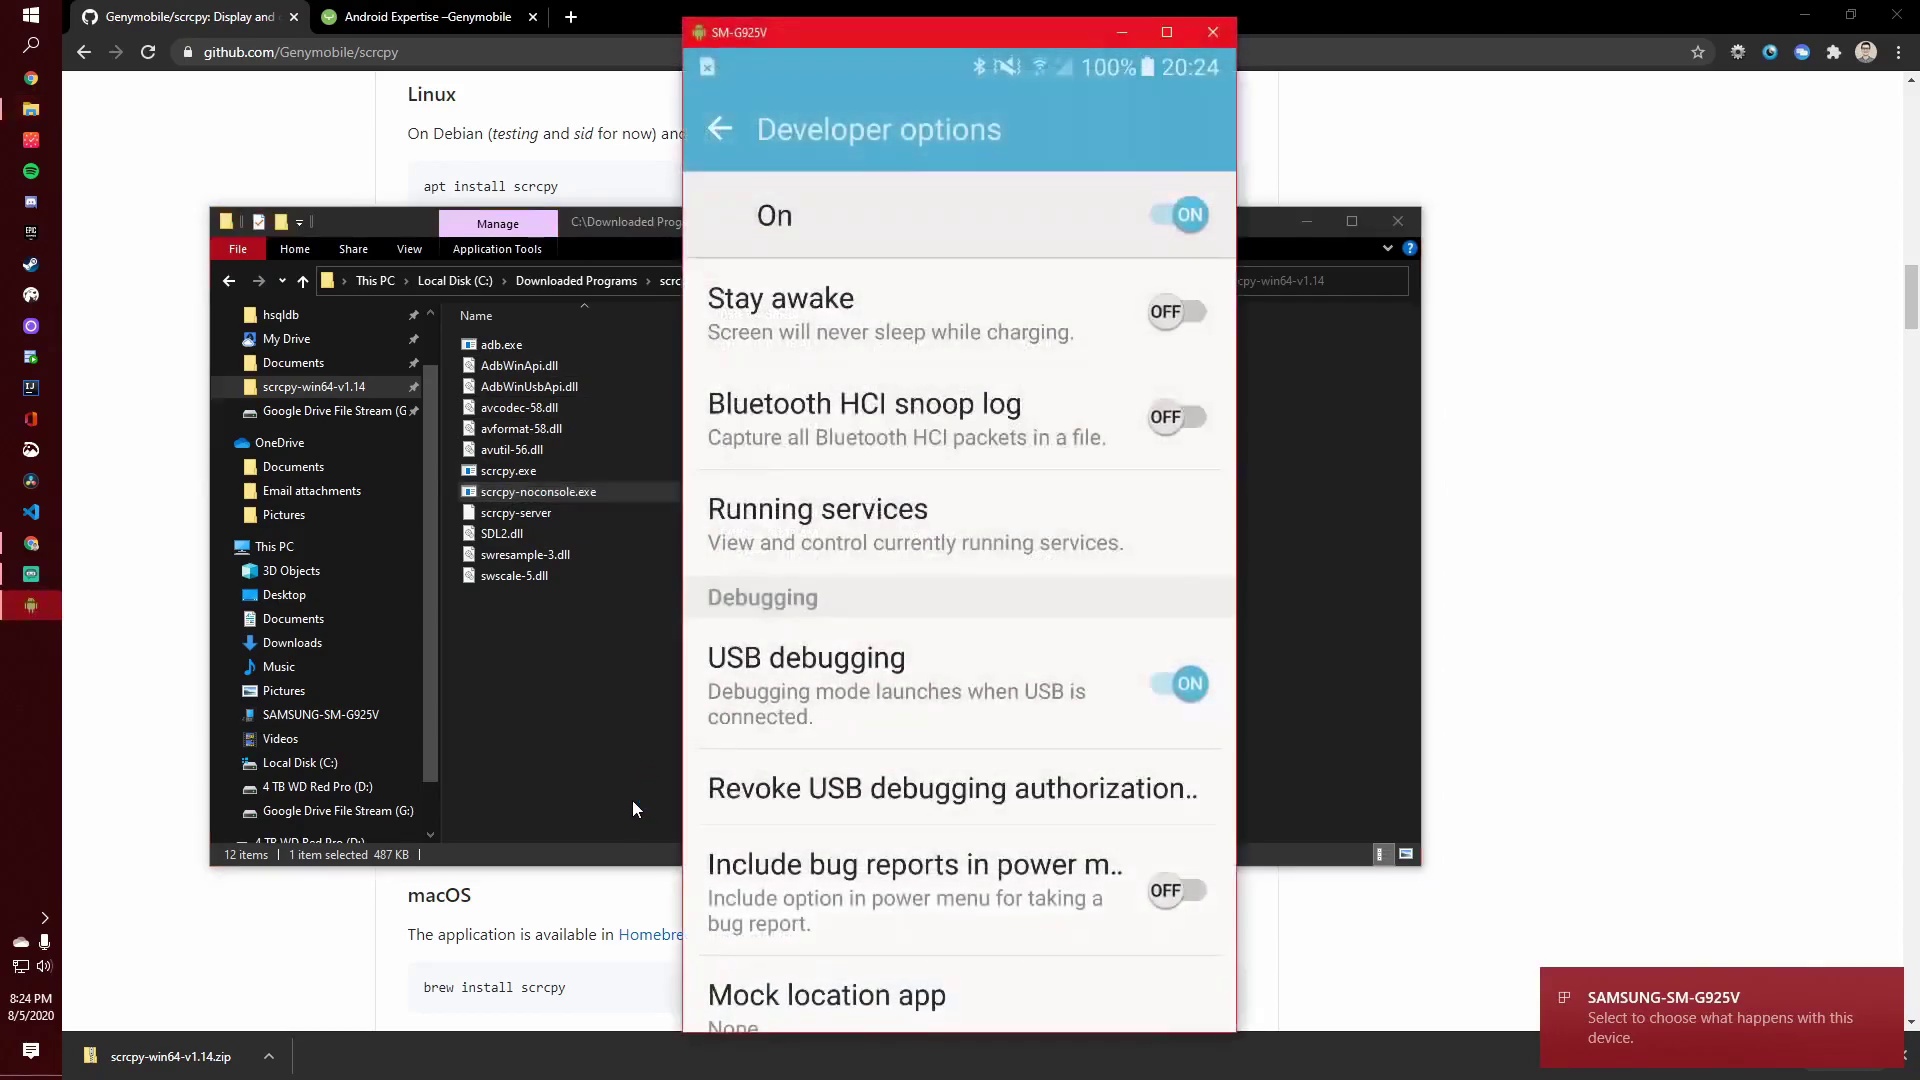 Genymobile/scrcpy: Display and
Android Expertise –Genymobile
github.com/Genymobile/scrcpy
Linux
On Debian (testing and sid for now) and
apt install scrcpy
Manage
C:\Downloaded Prog
File
Home
Share
View
Application Tools
This PC
Local Disk (C:)
Downloaded Programs
scrc
cpy-win64-v1.14
hsqldb
My Drive
Documents
scrcpy-win64-v1.14
Google Drive File Stream (G
OneDrive
Documents
Email attachments
Pictures
This PC
3D Objects
Desktop
Documents
Downloads
Music
Pictures
SAMSUNG-SM-G925V
Videos
Local Disk (C:)
4 TB WD Red Pro (D:)
Google Drive File Stream (G:)
4 TB WD Red Pro (D:)
Name
adb.exe
AdbWinApi.dll
AdbWinUsbApi.dll
avcodec-58.dll
avformat-58.dll
avutil-56.dll
scrcpy.exe
scrcpy-noconsole.exe
scrcpy-server
SDL2.dll
swresample-3.dll
swscale-5.dll
12 items
1 item selected 487 KB
SM-G925V
100% 20:24
Developer options
On
ON
Stay awake
Screen will never sleep while charging.
OFF
Bluetooth HCI snoop log
Capture all Bluetooth HCI packets in a file.
OFF
Running services
View and control currently running services.
Debugging
USB debugging
Debugging mode launches when USB is
connected.
ON
Revoke USB debugging authorization..
Include bug reports in power m..
Include option in power menu for taking a
bug report.
OFF
Mock location app
None
macOS
The application is available in Homebre
brew install scrcpy
SAMSUNG-SM-G925V
Select to choose what happens with this
device.
8:24 PM
8/5/2020
scrcpy-win64-v1.14.zip